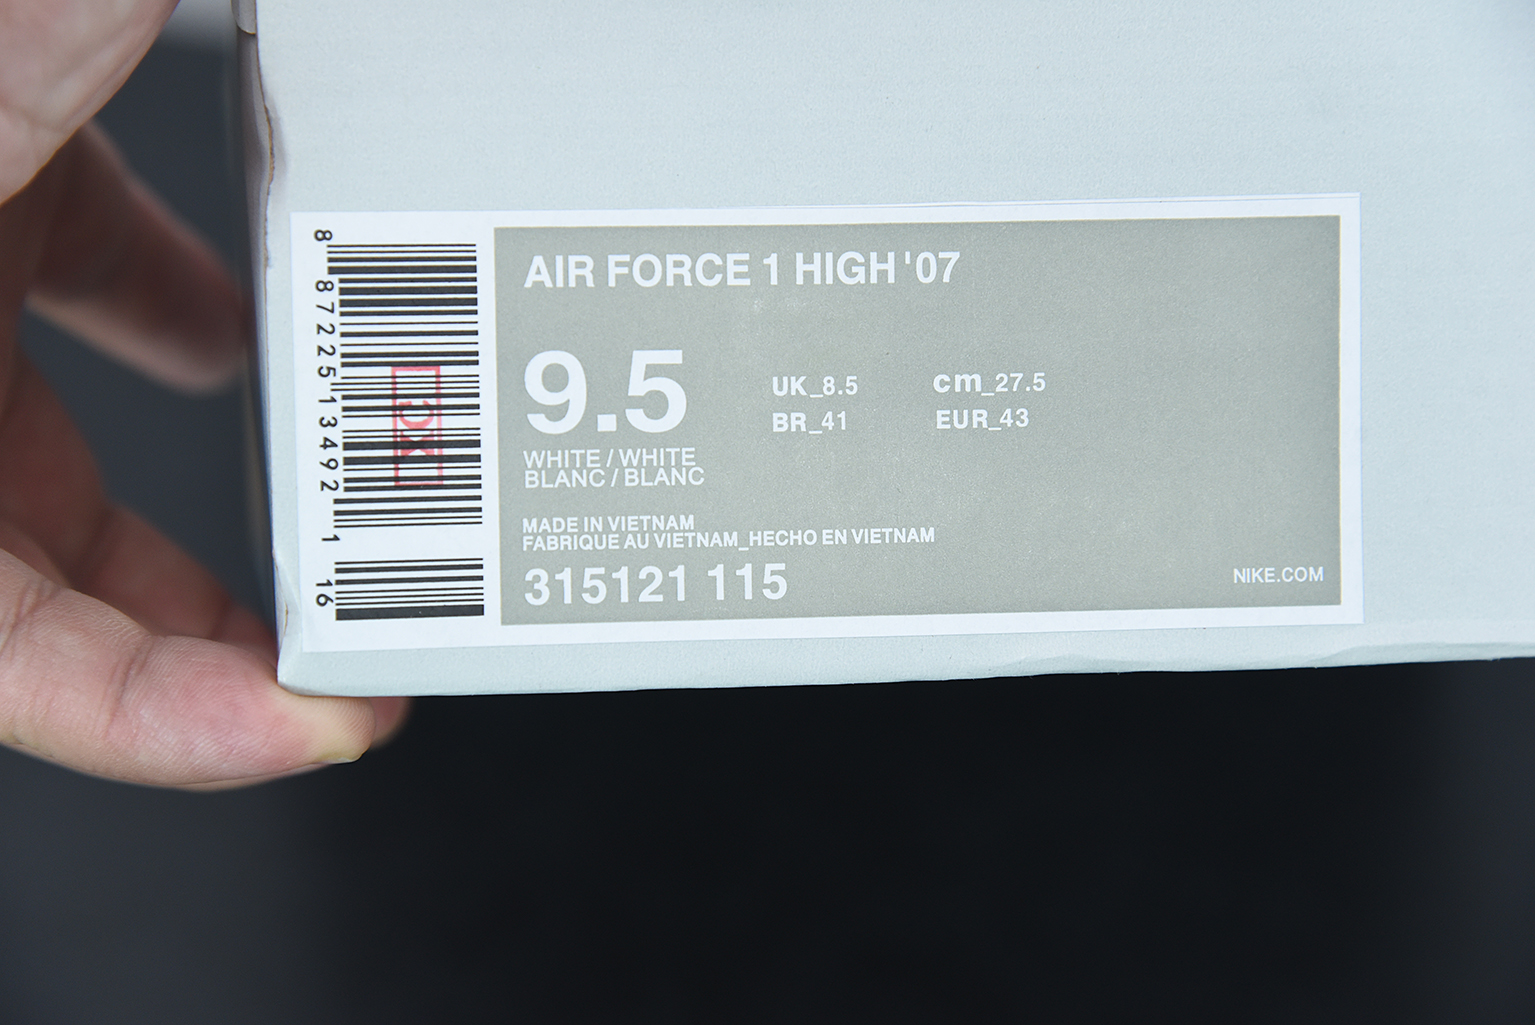 8 87225 13492 1 16
AIR FORCE 1 HIGH '07
9.5
UK_8.5 cm_27.5
BR_41 EUR_43
WHITE / WHITE
BLANC / BLANC
MADE IN VIETNAM
FABRIQUE AU VIETNAM_HECHO EN VIETNAM
315121 115
NIKE.COM